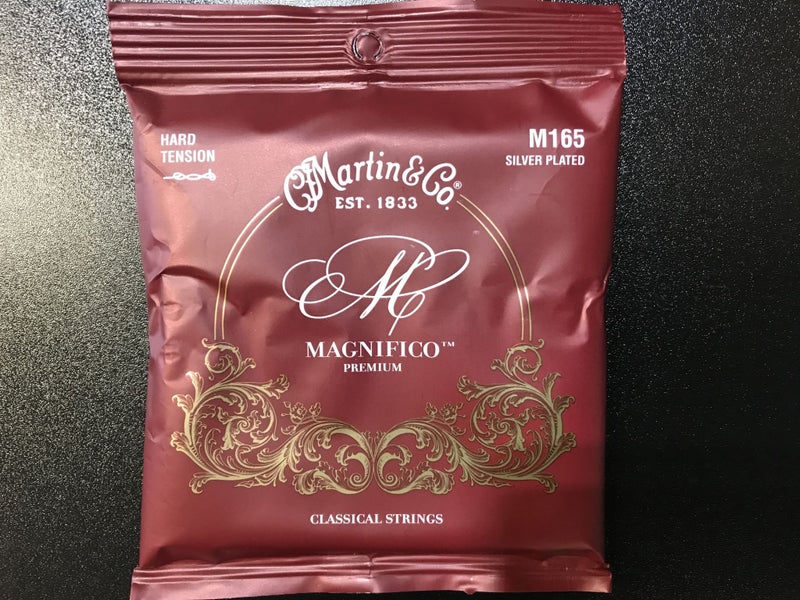 HARD
TENSION
M165
SILVER PLATED
C.F. Martin & Co.®
EST. 1833
M
MAGNIFICO™
PREMIUM
CLASSICAL STRINGS